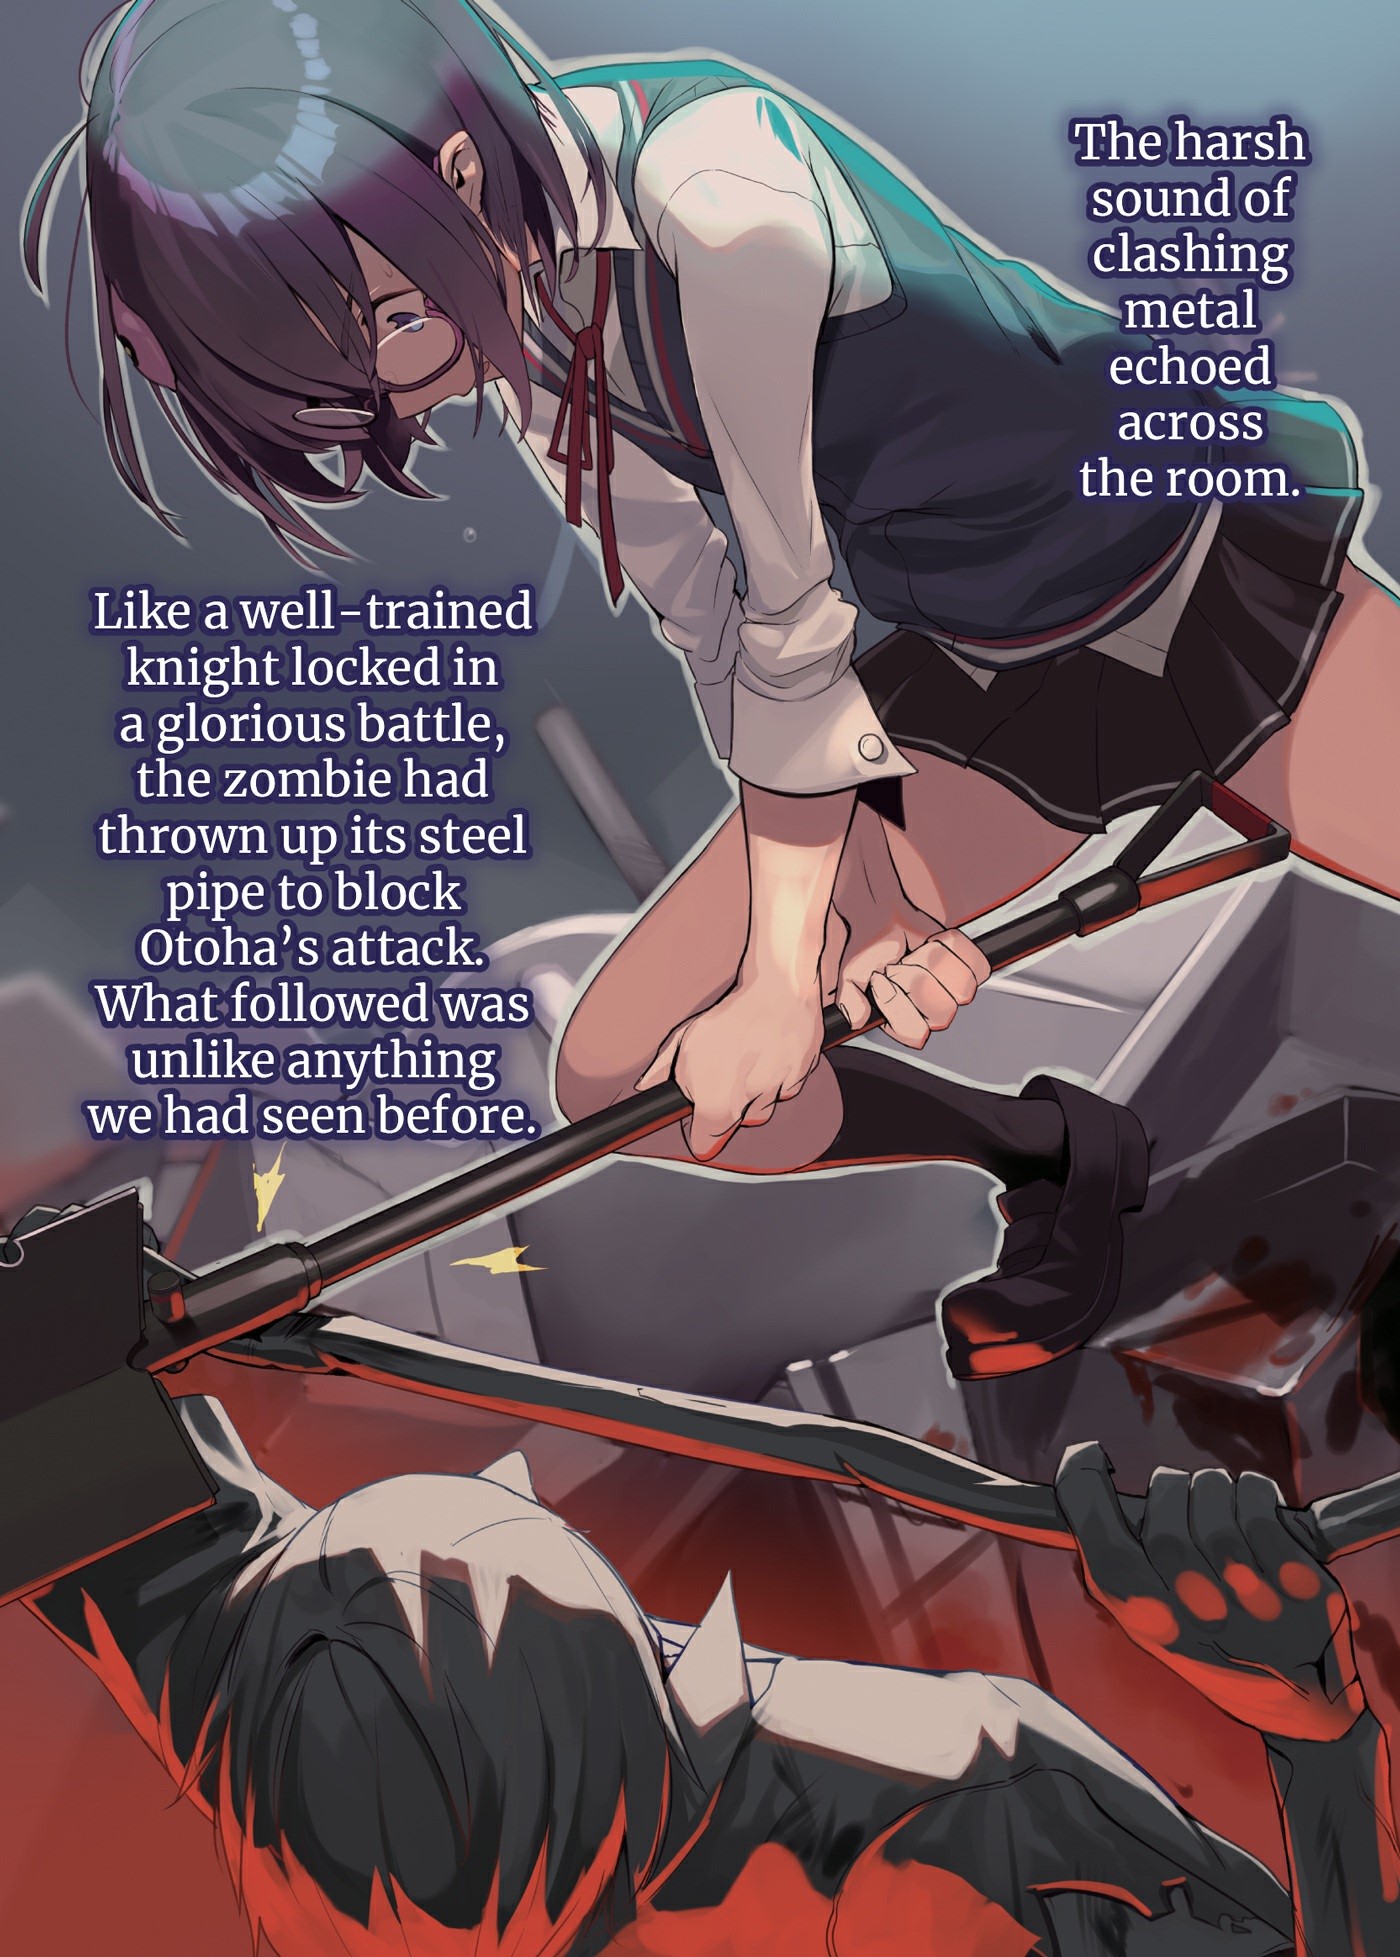 The harsh
sound of
clashing
metal
echoed
across
the room.
Like a well-trained
knight locked in
a glorious battle,
the zombie had
thrown up its steel
pipe to block
Otoha’s attack.
What followed was
unlike anything
we had seen before.